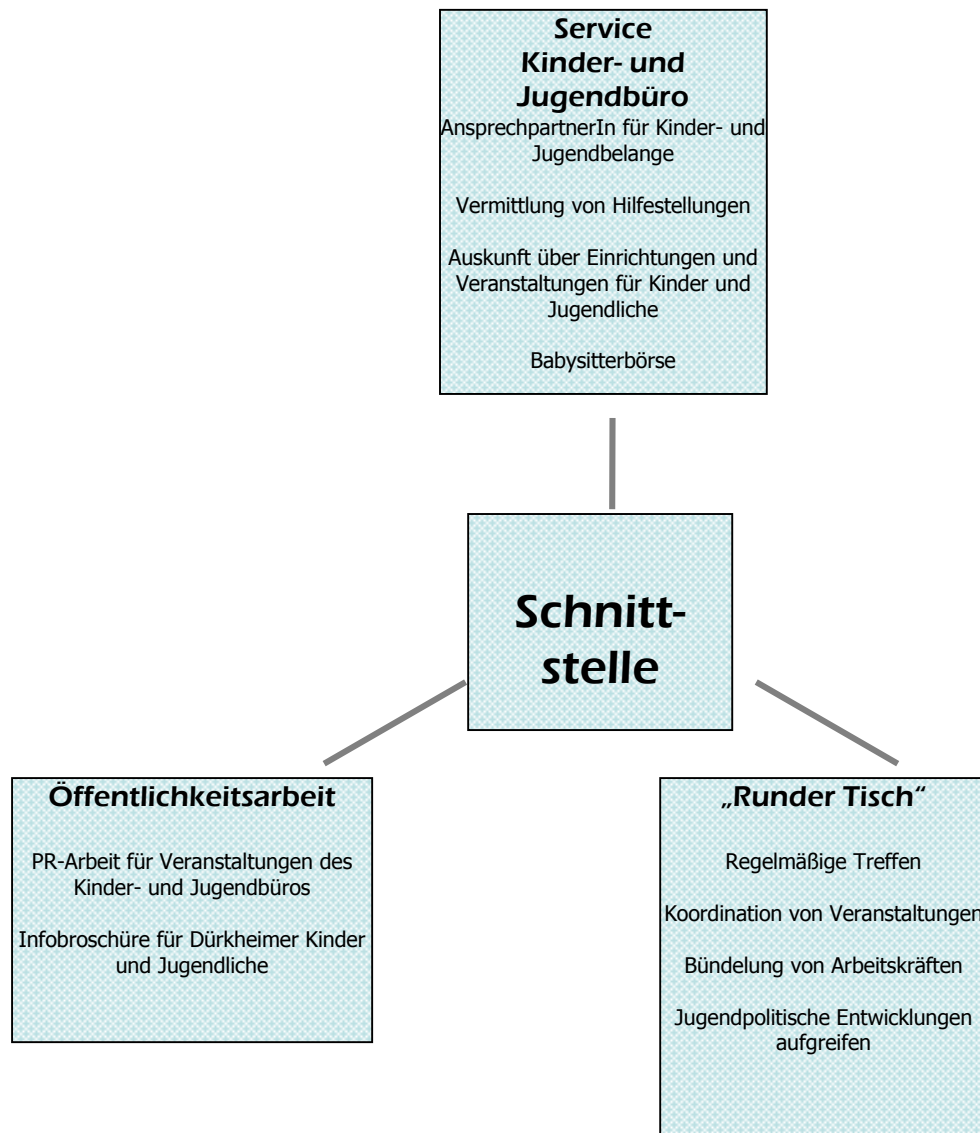 Service
Kinder- und
Jugendbüro
AnsprechpartnerIn für Kinder- und
Jugendbelange
Vermittlung von Hilfestellungen
Auskunft über Einrichtungen und
Veranstaltungen für Kinder und
Jugendliche
Babysitterbörse
Schnitt-
stelle
Öffentlichkeitsarbeit
PR-Arbeit für Veranstaltungen des
Kinder- und Jugendbüros
Infobroschüre für Dürkheimer Kinder
und Jugendliche
„Runder Tisch“
Regelmäßige Treffen
Koordination von Veranstaltungen
Bündelung von Arbeitskräften
Jugendpolitische Entwicklungen
aufgreifen